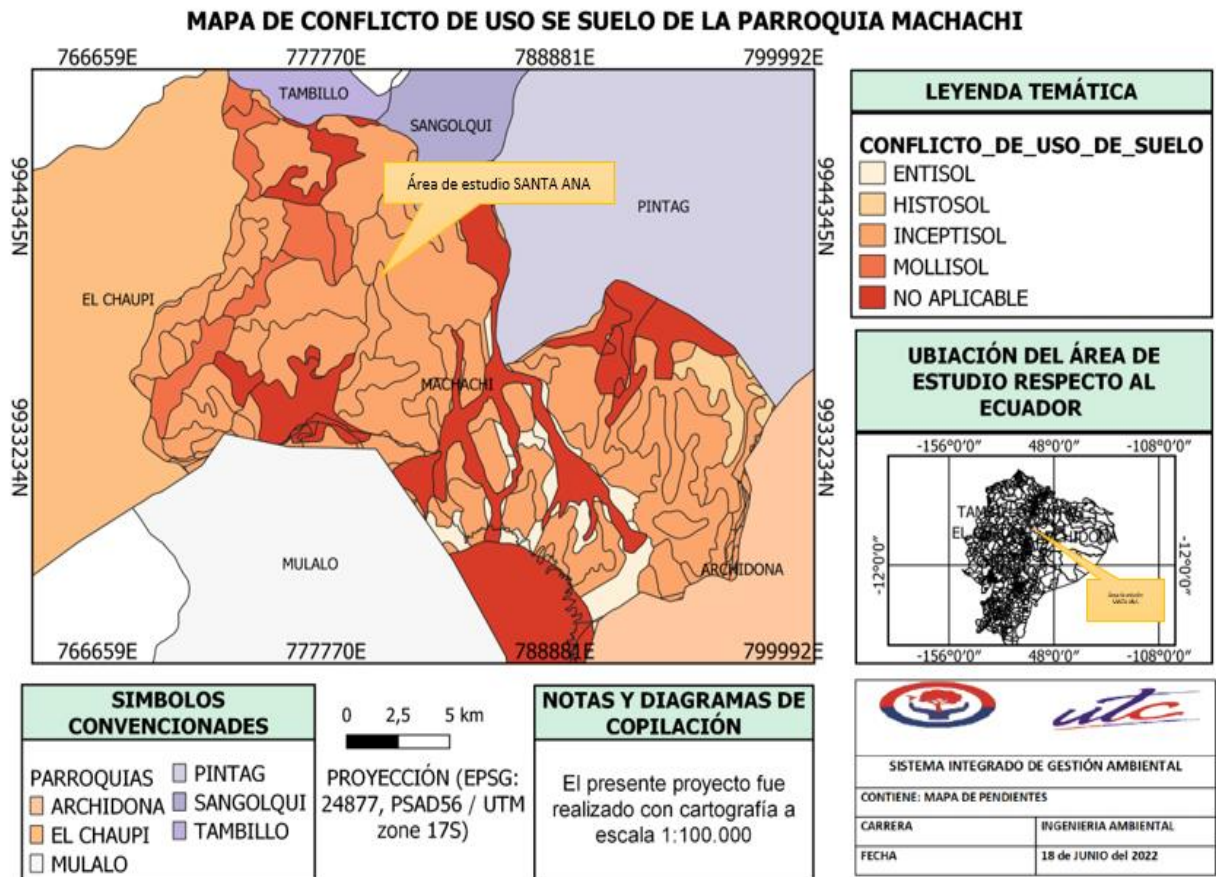 MAPA DE CONFLICTO DE USO SE SUELO DE LA PARROQUIA MACHACHI
766659E 777770E 788881E 799992E
TAMBILLO
SANGOLQUI
Área de estudio SANTA ANA
PINTAG
EL CHAUPI
MACHACHI
MULALO
ARCHIDONA
9944345N
9933234N
9944345N
9933234N
766659E 777770E 788881E 799992E
LEYENDA TEMÁTICA
CONFLICTO_DE_USO_DE_SUELO
ENTISOL
HISTOSOL
INCEPTISOL
MOLLISOL
NO APLICABLE
UBIACIÓN DEL ÁREA DE
ESTUDIO RESPECTO AL
ECUADOR
-156°0'0" 48°0'0" -108°0'0"
-12°0'0"
-12°0'0"
-156°0'0" 48°0'0" -108°0'0"
SIMBOLOS
CONVENCIONADES
PARROQUIAS
ARCHIDONA
EL CHAUPI
MULALO
PINTAG
SANGOLQUI
TAMBILLO
0 2,5 5 km
PROYECCIÓN (EPSG:
24877, PSAD56 / UTM
zone 17S)
NOTAS Y DIAGRAMAS DE
COPILACIÓN
El presente proyecto fue
realizado con cartografía a
escala 1:100.000
utc
SISTEMA INTEGRADO DE GESTIÓN AMBIENTAL
CONTIENE: MAPA DE PENDIENTES
CARRERA INGENIERIA AMBIENTAL
FECHA 18 de JUNIO del 2022